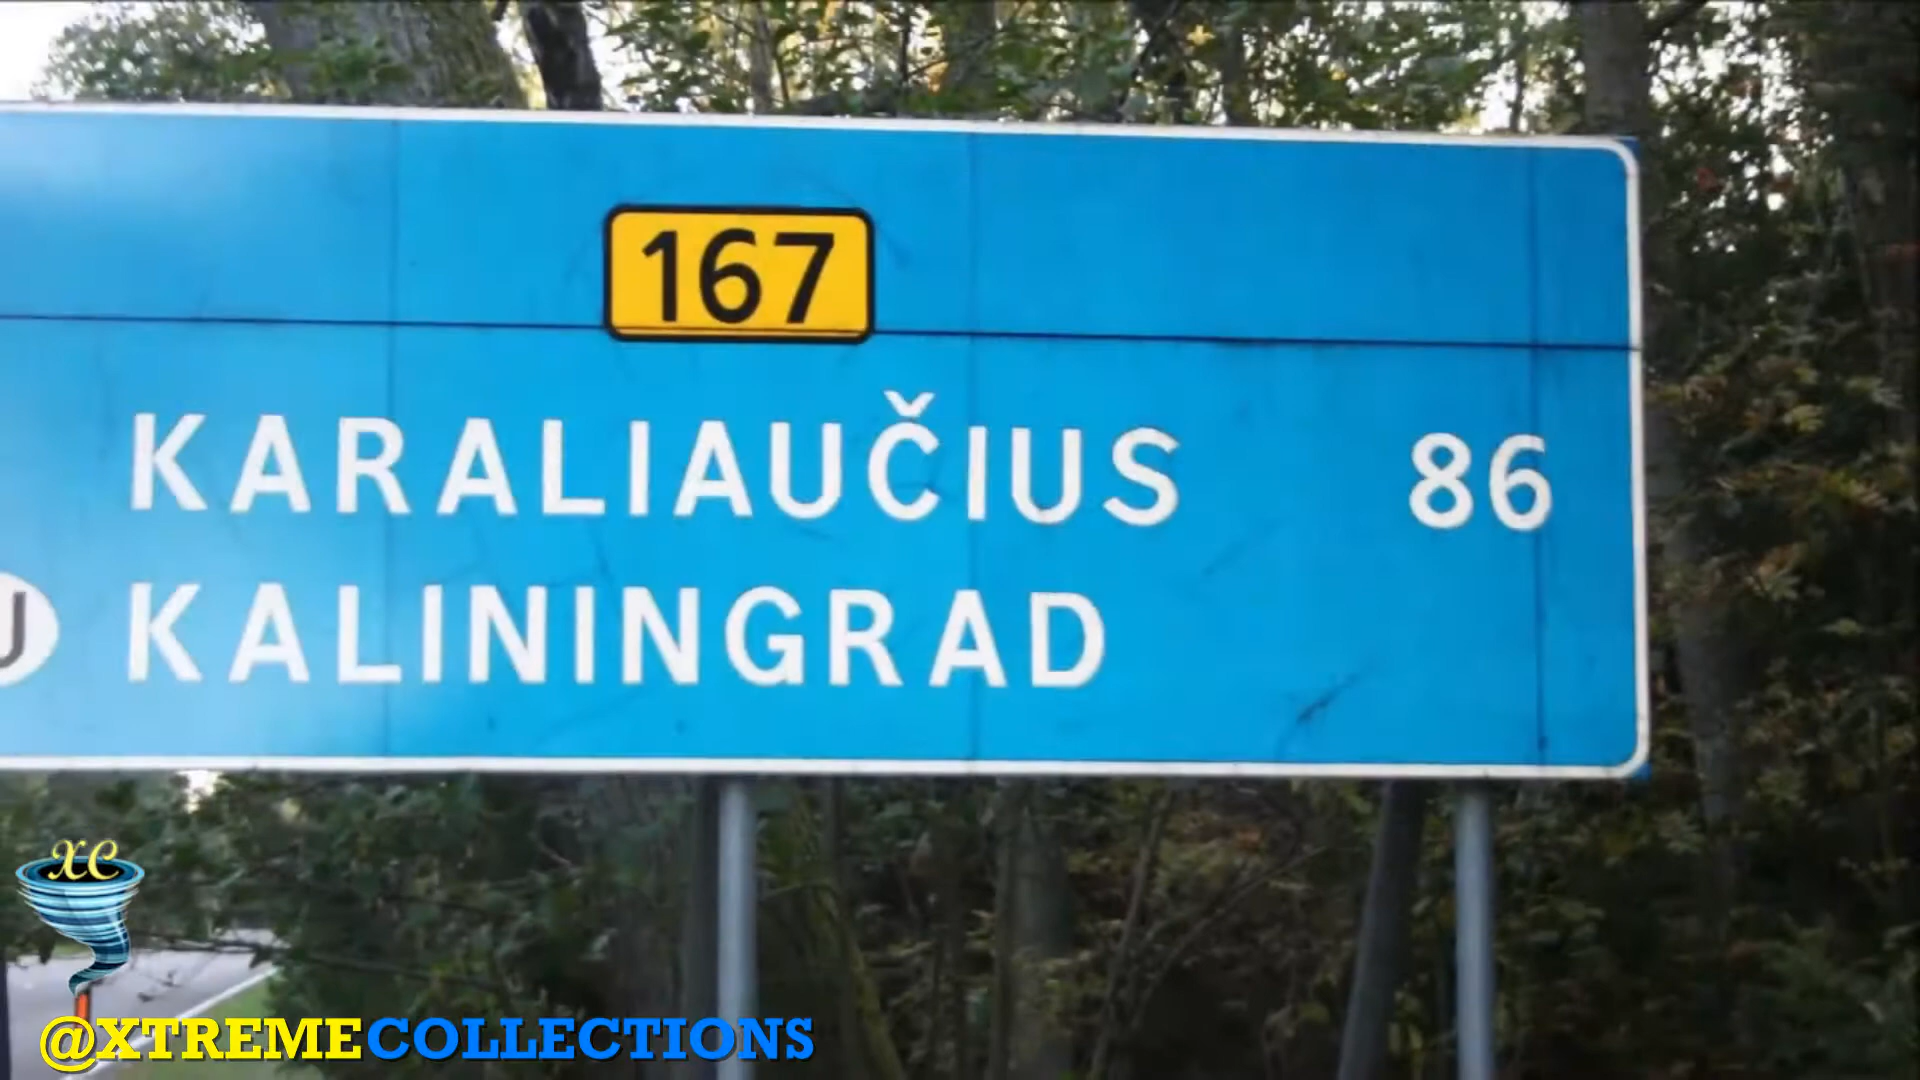 167
KARALIAUČIUS 86
KALININGRAD
XC
@XTREMECOLLECTIONS